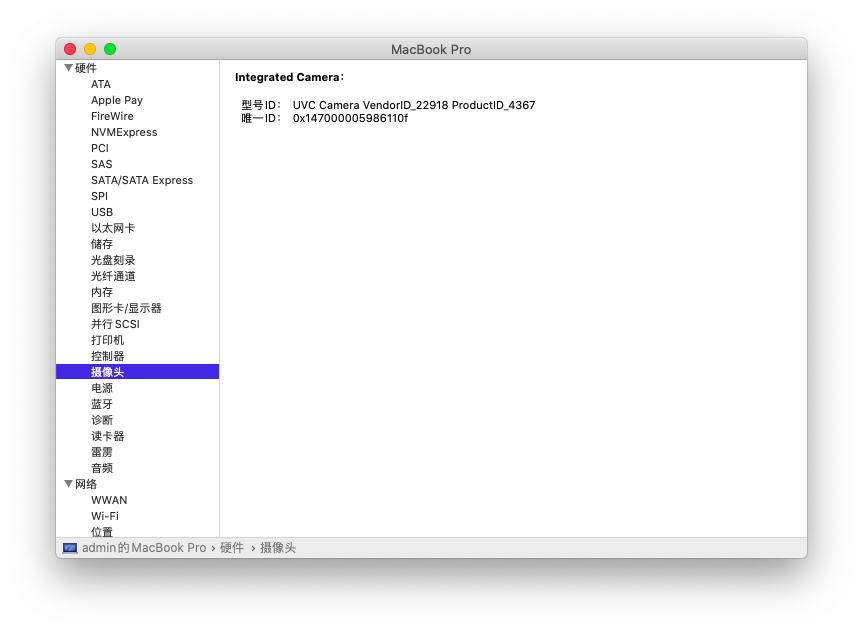 MacBook Pro
硬件
ATA
Apple Pay
FireWire
NVMExpress
PCI
SAS
SATA/SATA Express
SPI
USB
以太网卡
储存
光盘刻录
光纤通道
内存
图形卡/显示器
并行SCSI
打印机
控制器
摄像头
电源
蓝牙
诊断
读卡器
雷雳
音频
网络
WWAN
Wi-Fi
位置
Integrated Camera：
型号ID： UVC Camera VendorID_22918 ProductID_4367
唯一ID： 0x147000005986110f
admin的MacBook Pro › 硬件 › 摄像头